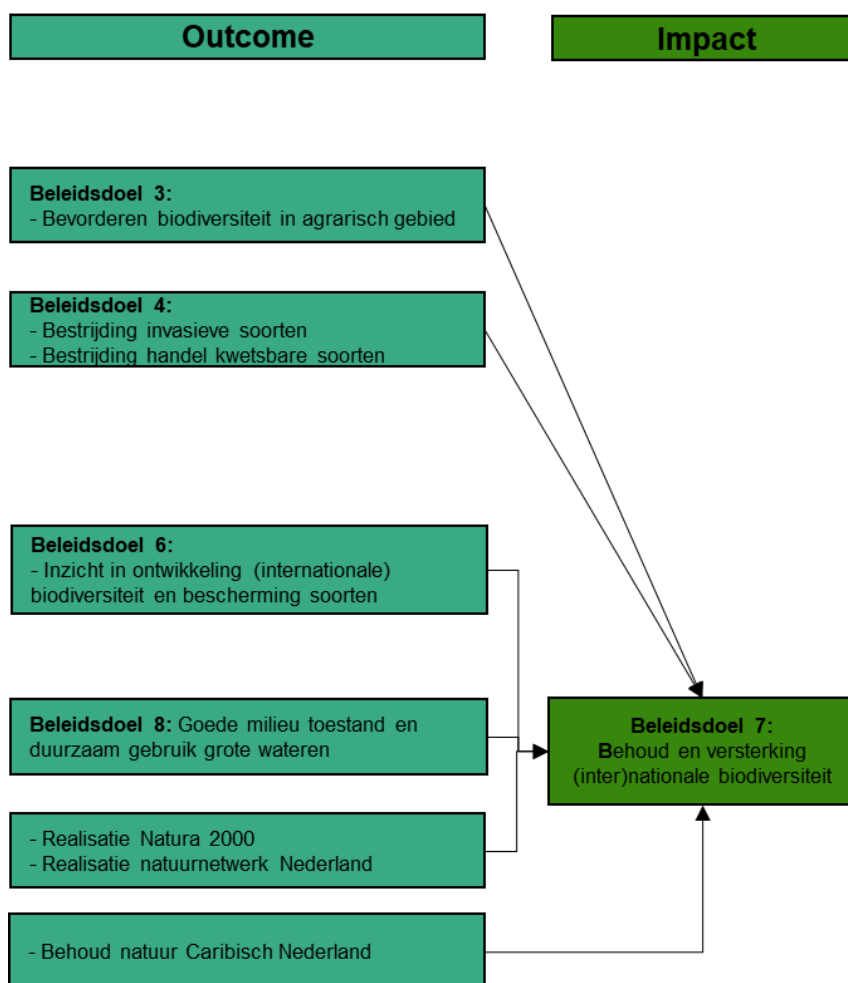 Outcome
Impact
Beleidsdoel 3:
- Bevorderen biodiversiteit in agrarisch gebied
Beleidsdoel 4:
- Bestrijding invasieve soorten
- Bestrijding handel kwetsbare soorten
Beleidsdoel 6:
- Inzicht in ontwikkeling (internationale)
biodiversiteit en bescherming soorten
Beleidsdoel 8: Goede milieu toestand en
duurzaam gebruik grote wateren
Beleidsdoel 7:
Behoud en versterking
(inter)nationale biodiversiteit
- Realisatie Natura 2000
- Realisatie natuurnetwerk Nederland
- Behoud natuur Caribisch Nederland